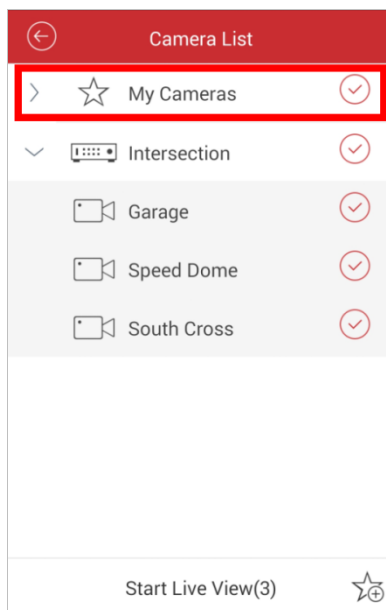 Camera List
My Cameras
Intersection
Garage
Speed Dome
South Cross
Start Live View(3)